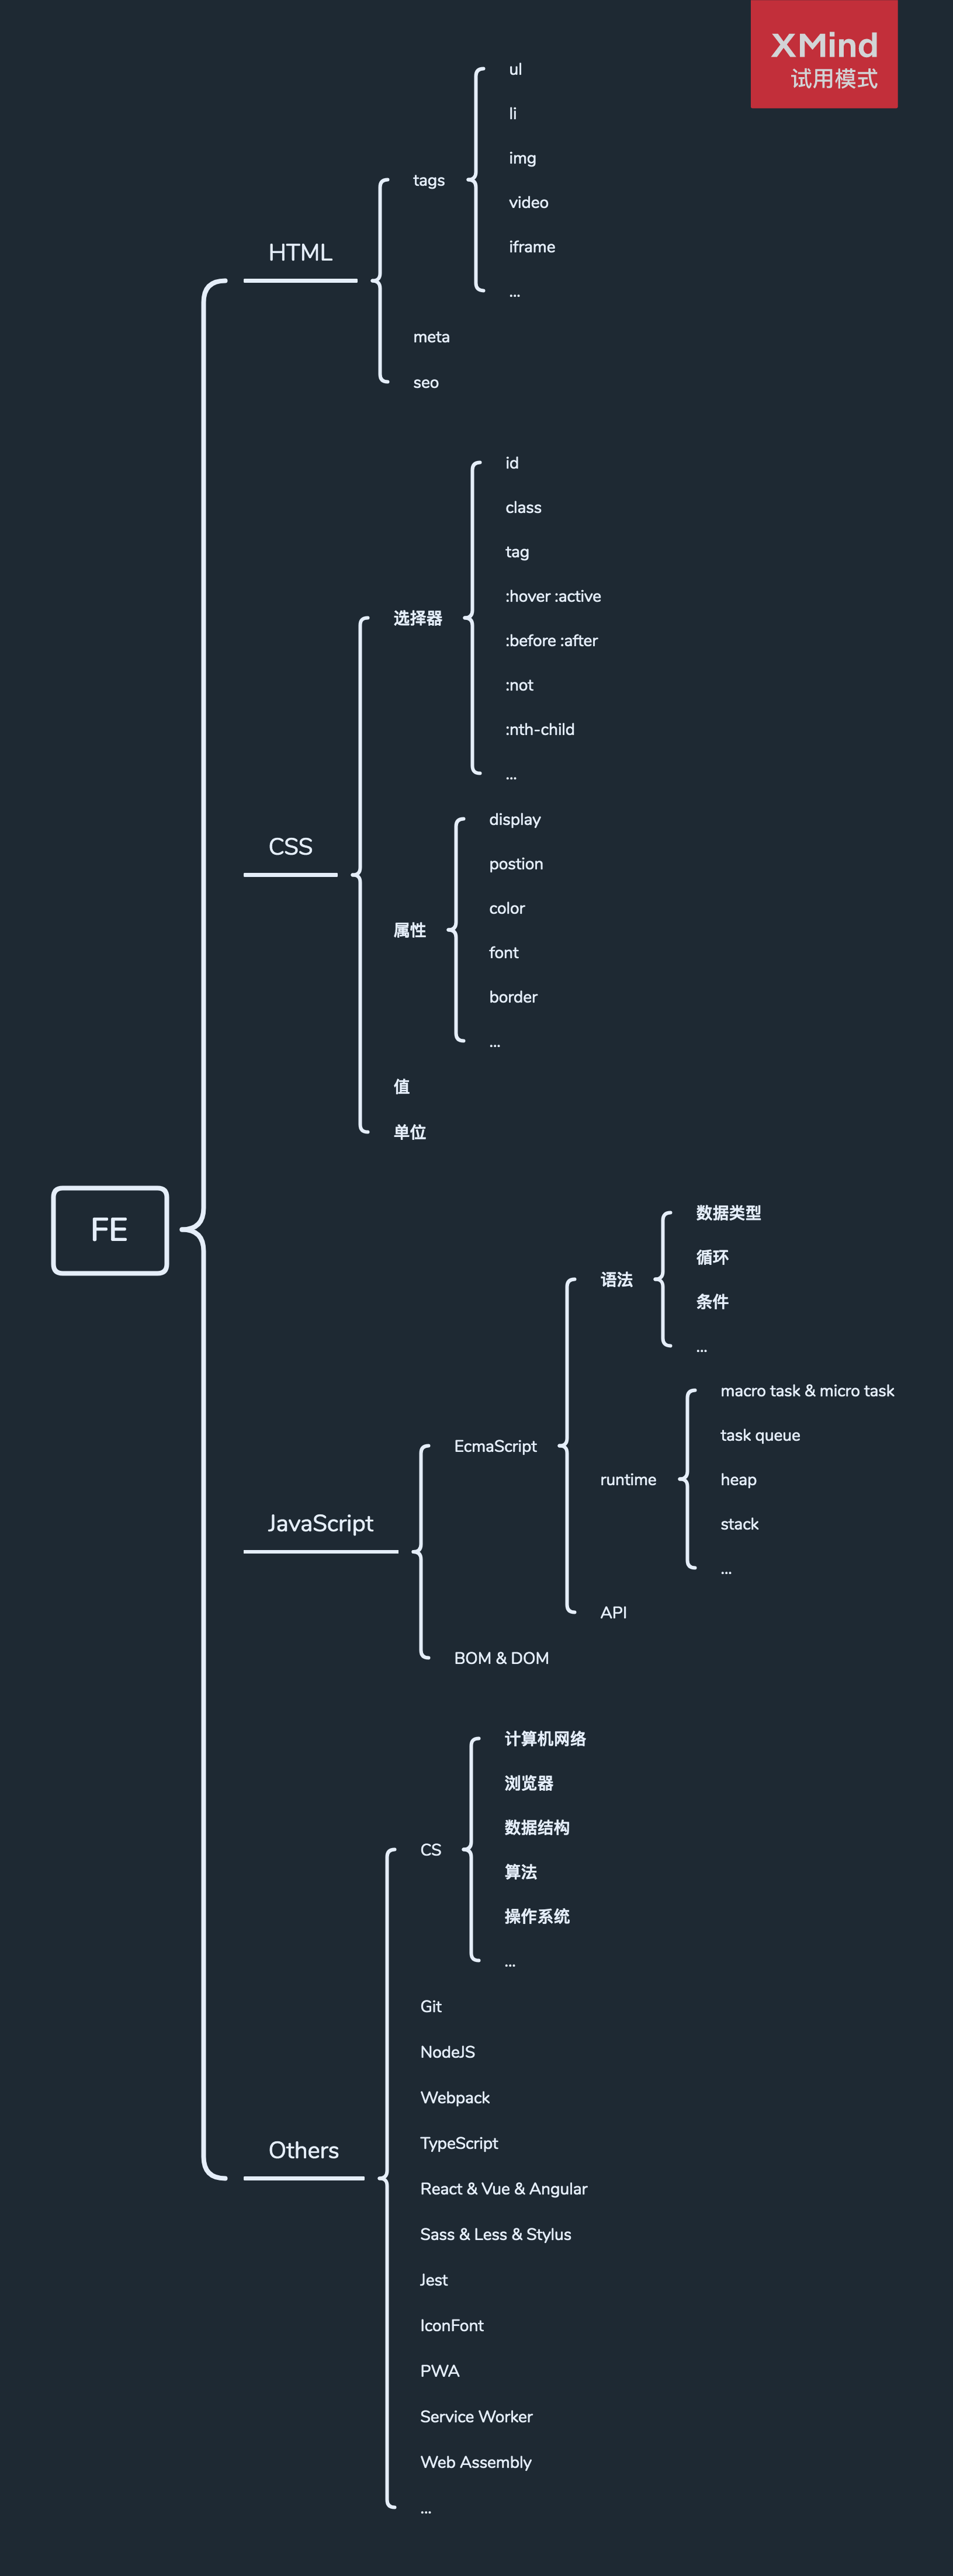 XMind
试用模式
FE
HTML
tags
ul
li
img
video
iframe
...
meta
seo
CSS
选择器
id
class
tag
:hover :active
:before :after
:not
:nth-child
...
属性
display
postion
color
font
border
...
值
单位
JavaScript
EcmaScript
语法
数据类型
循环
条件
...
runtime
macro task & micro task
task queue
heap
stack
...
API
BOM & DOM
Others
CS
计算机网络
浏览器
数据结构
算法
操作系统
...
Git
NodeJS
Webpack
TypeScript
React & Vue & Angular
Sass & Less & Stylus
Jest
IconFont
PWA
Service Worker
Web Assembly
...